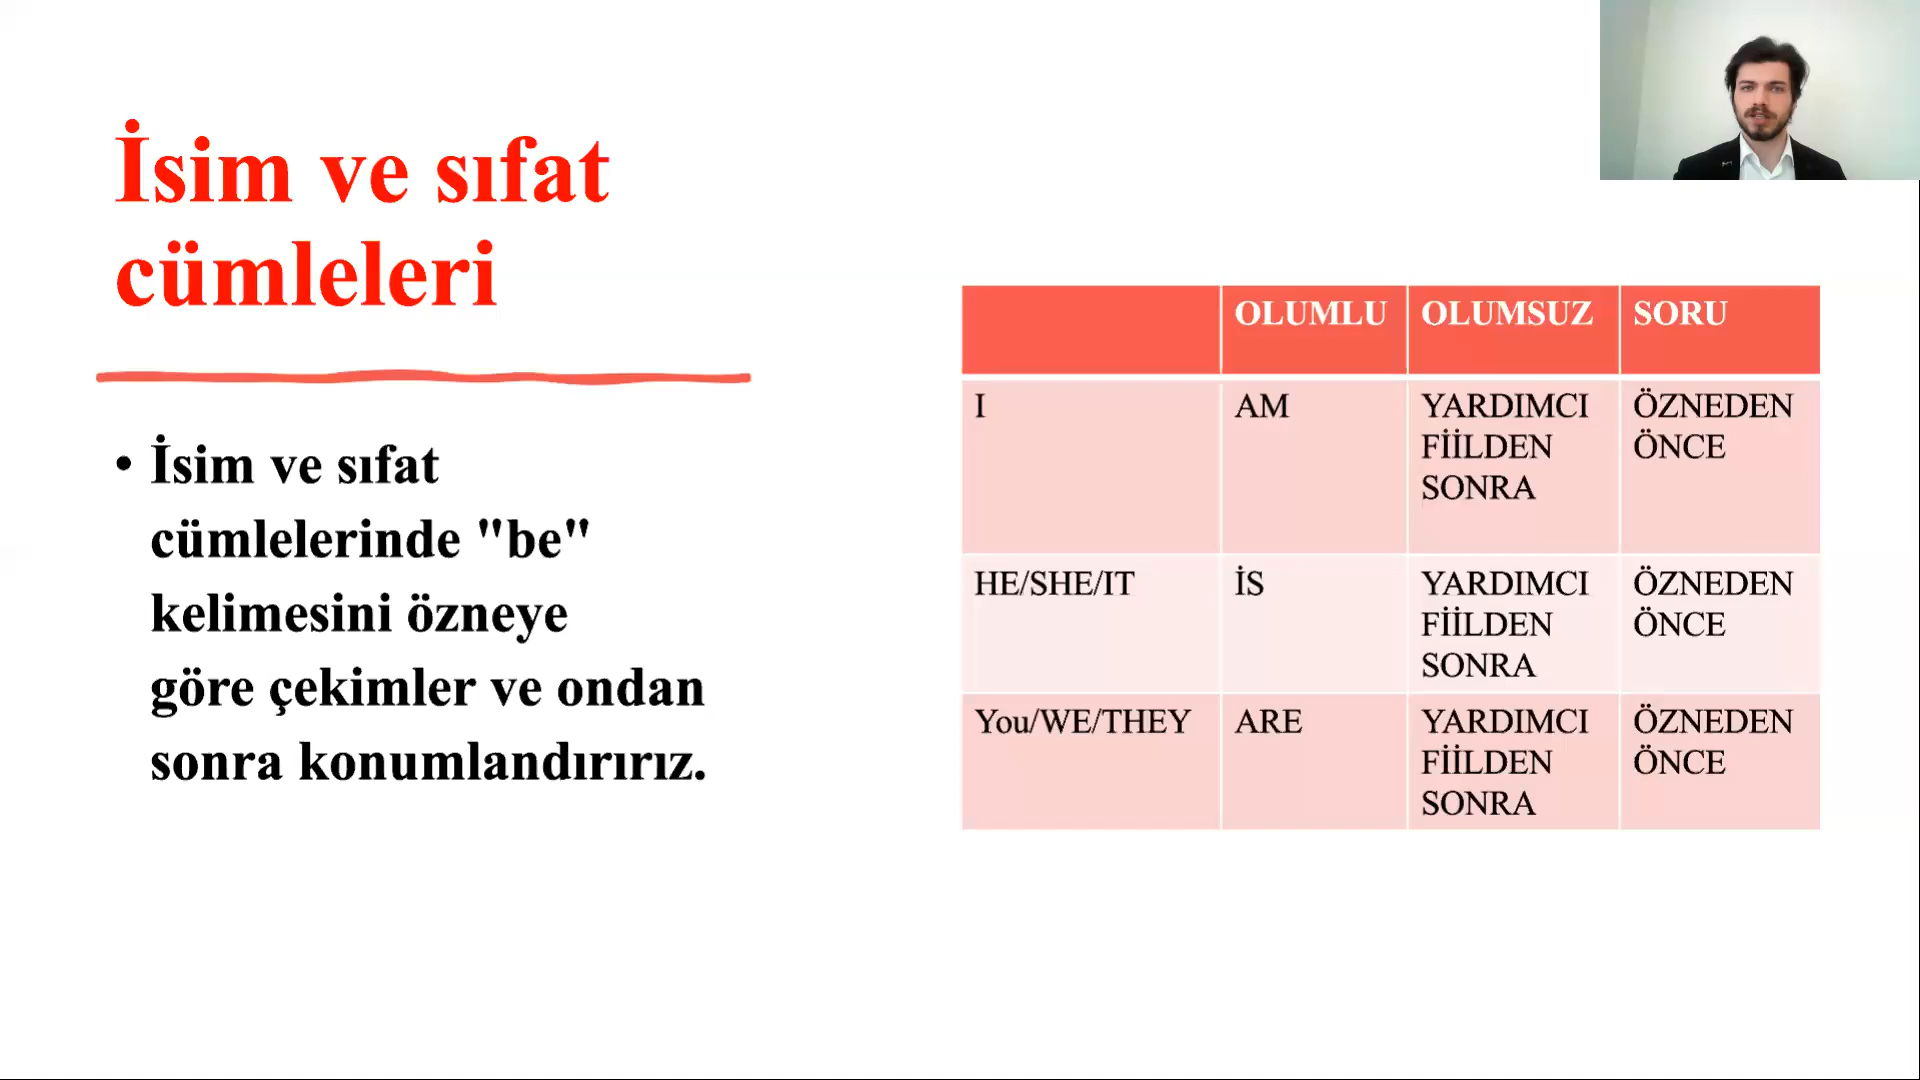 İsim ve sıfat
cümleleri
• İsim ve sıfat
cümlelerinde "be"
kelimesini özneye
göre çekimler ve ondan
sonra konumlandırırız.
OLUMLU OLUMSUZ SORU
I AM YARDIMCI FİİLDEN SONRA ÖZNEDEN ÖNCE
HE/SHE/IT İS YARDIMCI FİİLDEN SONRA ÖZNEDEN ÖNCE
You/WE/THEY ARE YARDIMCI FİİLDEN SONRA ÖZNEDEN ÖNCE